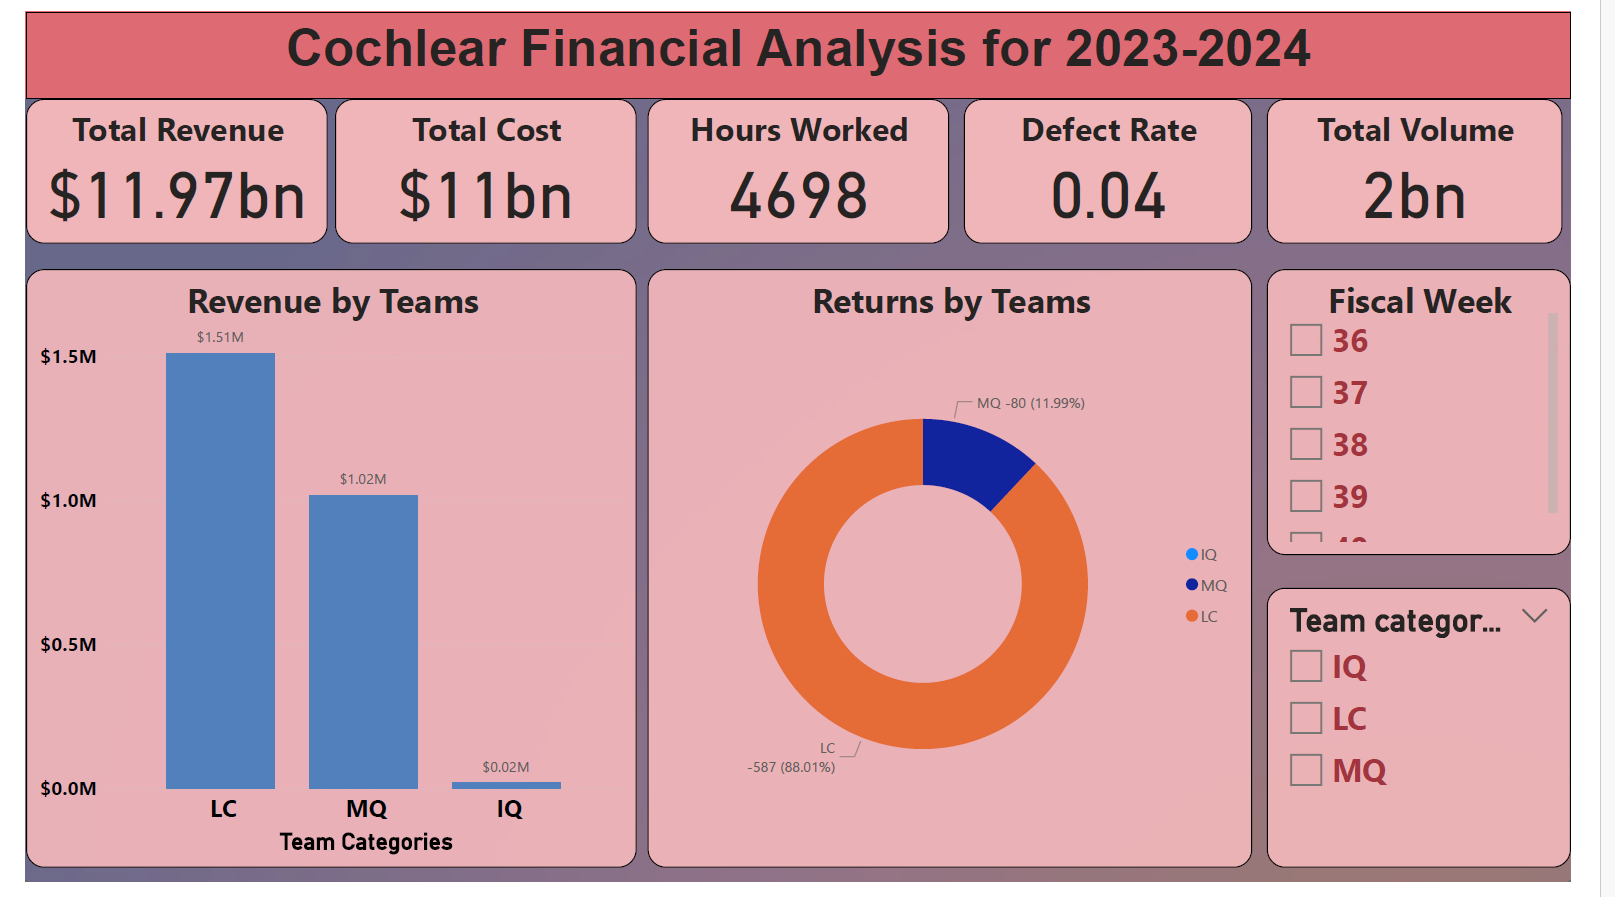 Cochlear Financial Analysis for 2023-2024
Total Revenue
$11.97bn
Total Cost
$11bn
Hours Worked
4698
Defect Rate
0.04
Total Volume
2bn
Revenue by Teams
$1.51M
$1.5M
$1.02M
$1.0M
$0.5M
$0.02M
$0.0M
LC MQ IQ
Team Categories
Returns by Teams
MQ -80 (11.99%)
IQ
MQ
LC
LC
-587 (88.01%)
Fiscal Week
36
37
38
39
Team categor...
IQ
LC
MQ